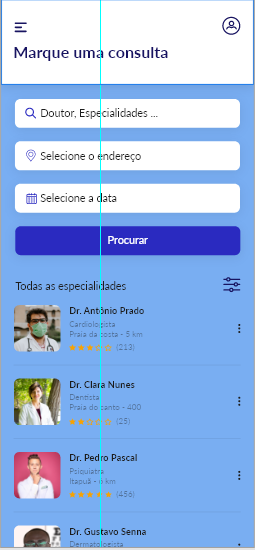 Marque uma consulta
Doutor, Especialidades ...
Selecione o endereço
Selecione a data
Procurar
Todas as especialidades
Dr. Antônio Prado
Cardiologista
Praia da costa - 5 km
(213)
Dr. Clara Nunes
Dentista
Praia do canto - 400
(25)
Dr. Pedro Pascal
Psiquiatra
Itapuã - km
(456)
Dr. Gustavo Senna
Dermatologista